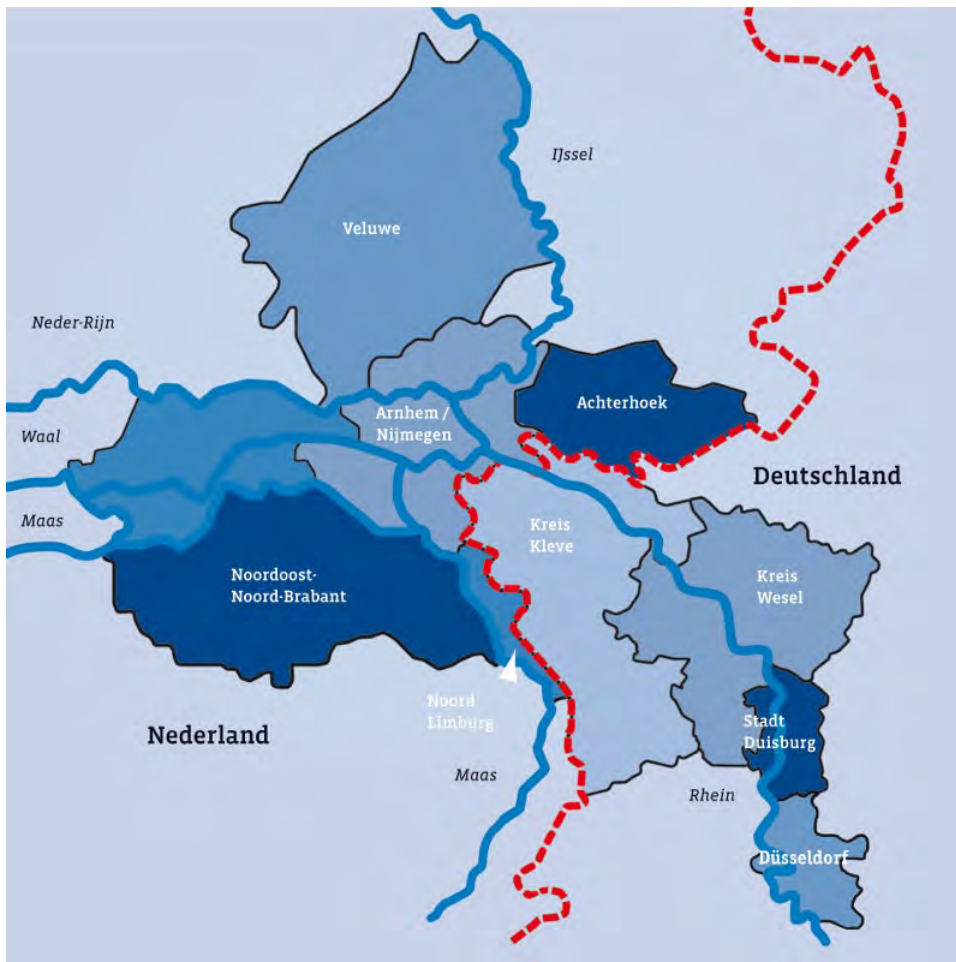 IJssel
Veluwe
Neder-Rijn
Achterhoek
Arnhem /
Nijmegen
Waal
Deutschland
Maas
Kreis
Kleve
Noordoost-
Noord-Brabant
Kreis
Wesel
Noord
Limburg
Stadt
Duisburg
Nederland
Maas
Rhein
Düsseldorf